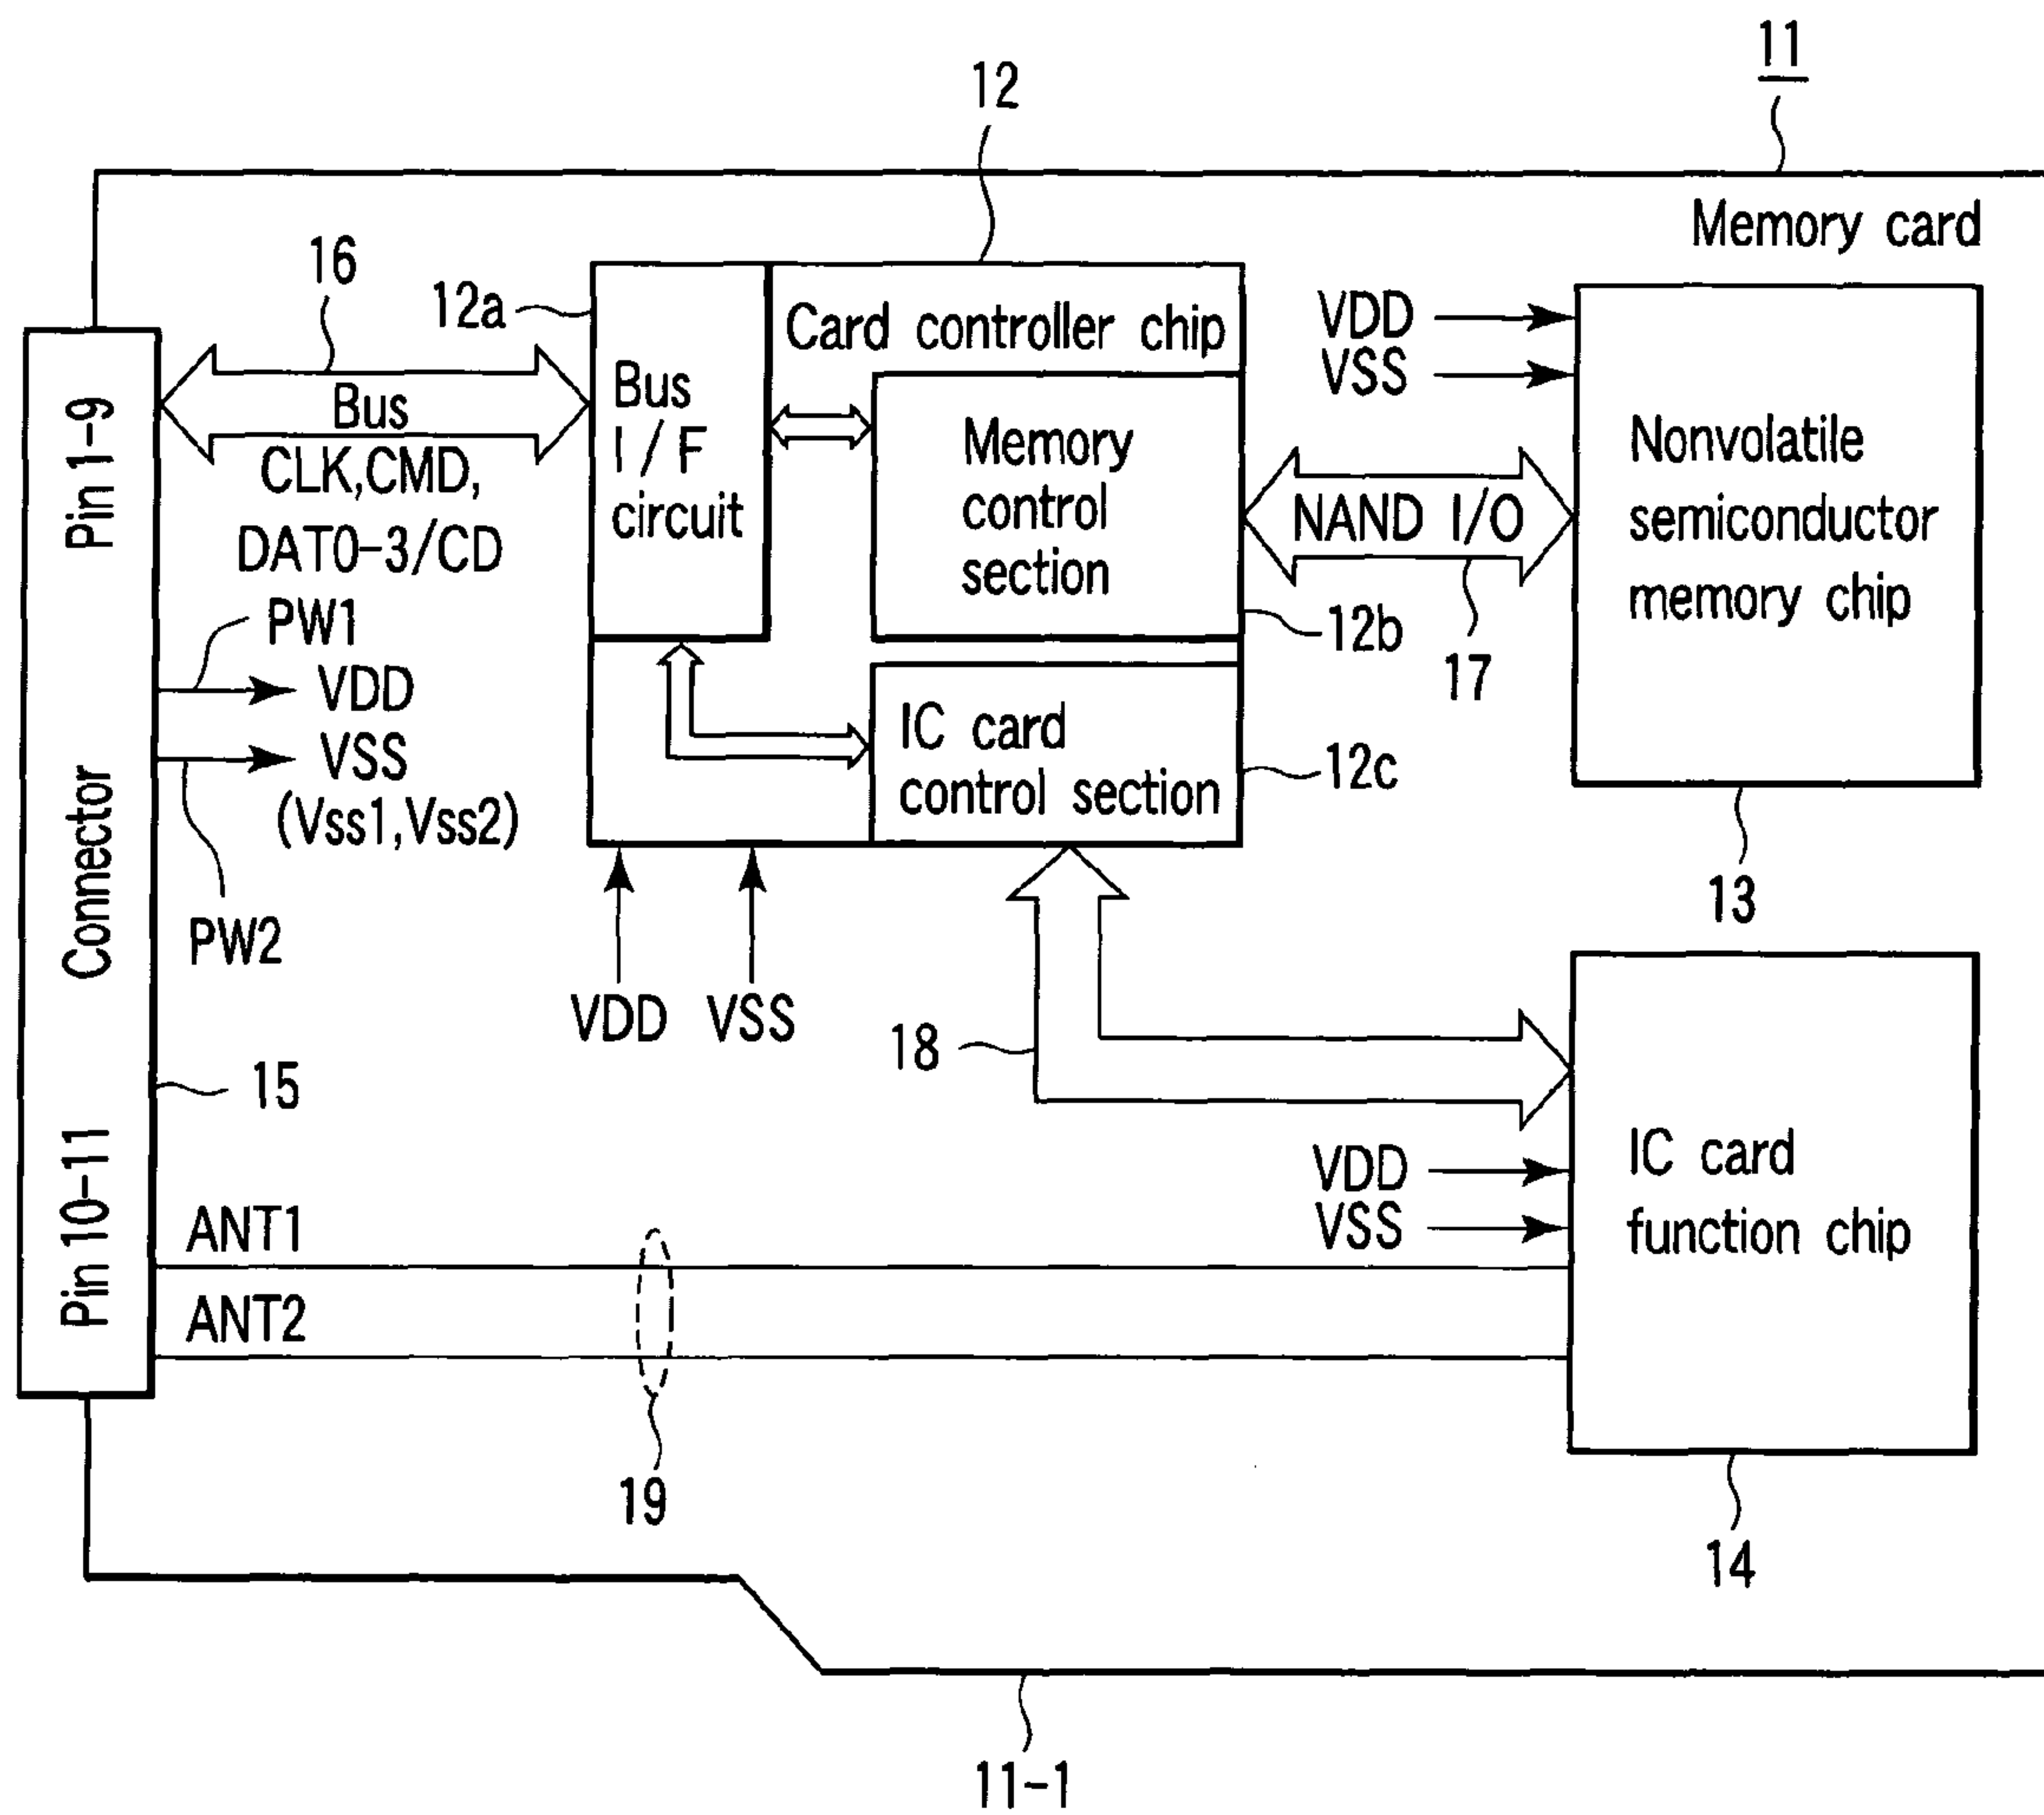 11
12
Memory card
16
12a
Card controller chip
VDD
VSS
Bus
I/F
circuit
Bus
CLK,CMD,
DAT0-3/CD
Memory
control
section
NAND I/O
Nonvolatile
semiconductor
memory chip
Pin 1-9
Connector
Pin 10-11
PW1
VDD
VSS
(Vss1,Vss2)
PW2
12b
17
IC card
control section
12c
13
VDD
VSS
18
15
VDD
VSS
IC card
function chip
ANT1
ANT2
19
14
11-1